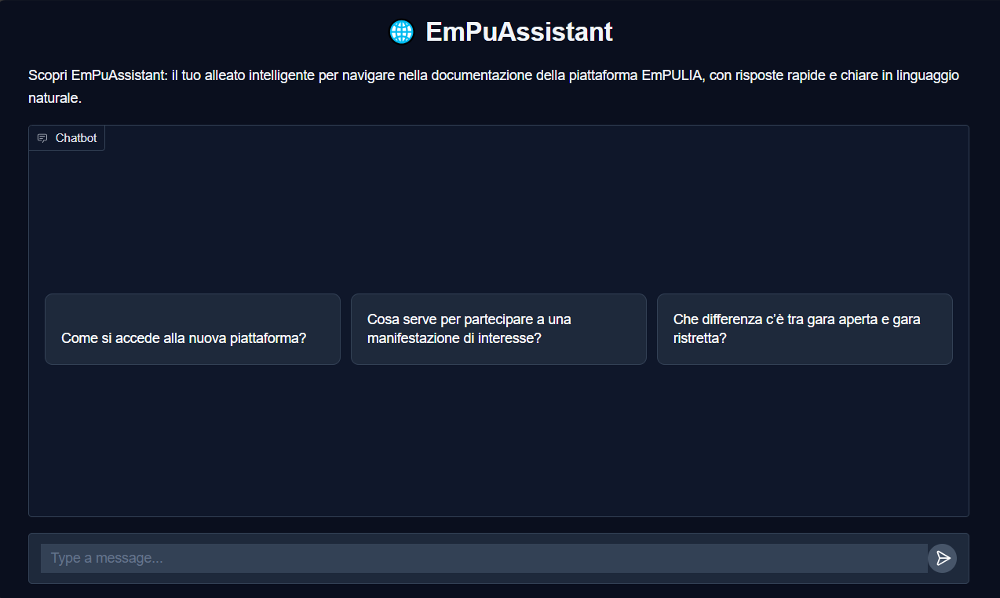 EmPuAssistant
Scopri EmPuAssistant: il tuo alleato intelligente per navigare nella documentazione della piattaforma EmPULIA, con risposte rapide e chiare in linguaggio
naturale.
Chatbot
Come si accede alla nuova piattaforma?
Cosa serve per partecipare a una
manifestazione di interesse?
Che differenza c’è tra gara aperta e gara
ristretta?
Type a message...